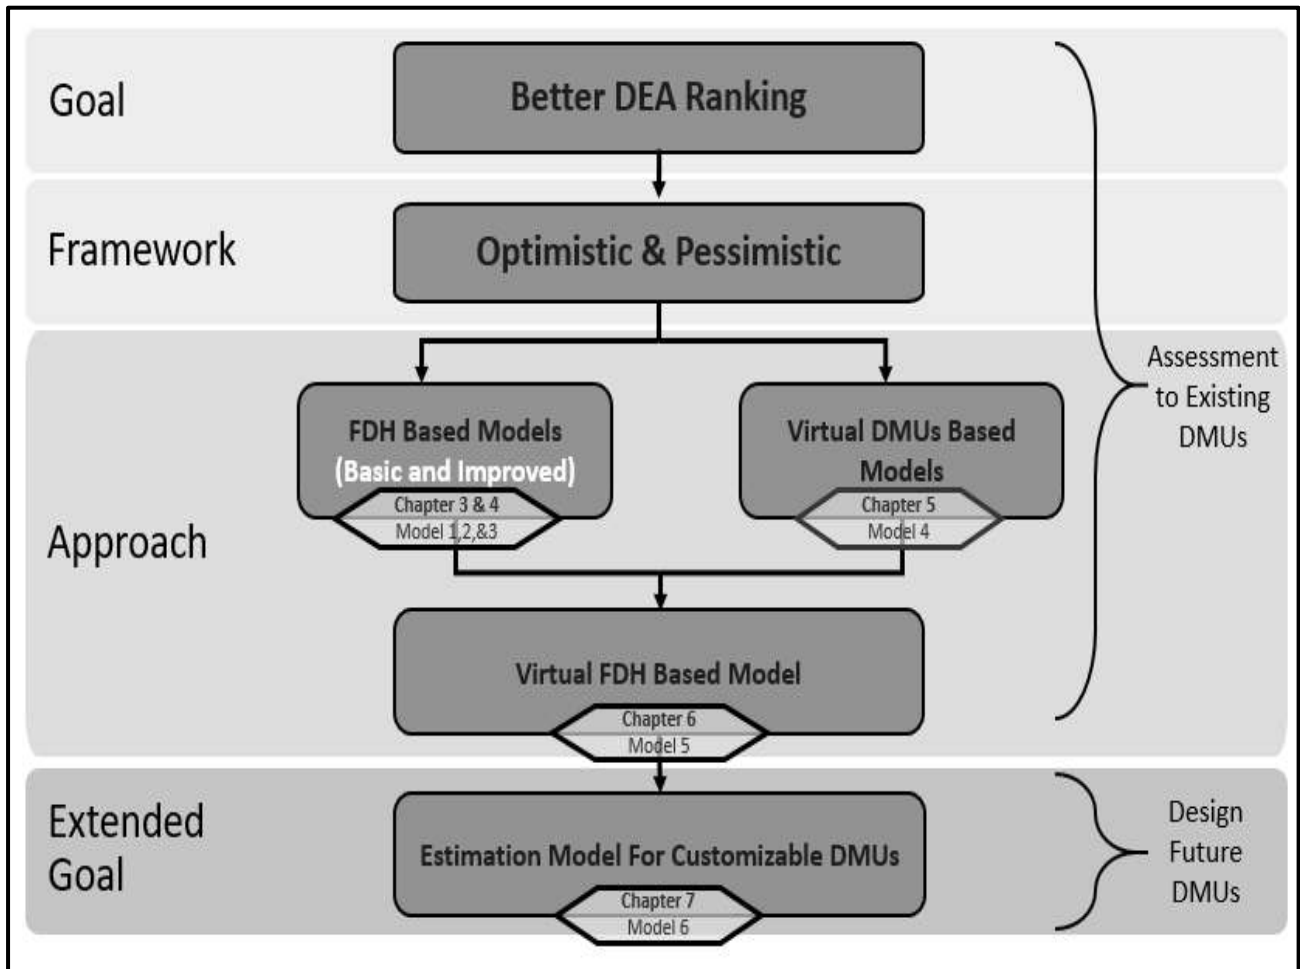 Goal
Better DEA Ranking
Framework
Optimistic & Pessimistic
Assessment
to Existing
DMUs
Approach
FDH Based Models
(Basic and Improved)
Chapter 3 & 4
Model 1,2,&3
Virtual DMUs Based
Models
Chapter 5
Model 4
Virtual FDH Based Model
Chapter 6
Model 5
Extended
Goal
Estimation Model For Customizable DMUs
Chapter 7
Model 6
Design
Future
DMUs